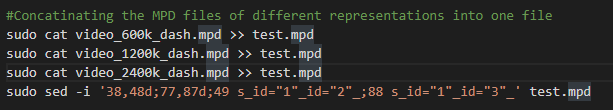 #Concatinating the MPD files of different representations into one file
sudo cat video_600k_dash.mpd >> test.mpd
sudo cat video_1200k_dash.mpd >> test.mpd
sudo cat video_2400k_dash.mpd >> test.mpd
sudo sed -i '38,48d;77,87d;49 s_id="1"_id="2"_;88 s_id="1"_id="3"_' test.mpd